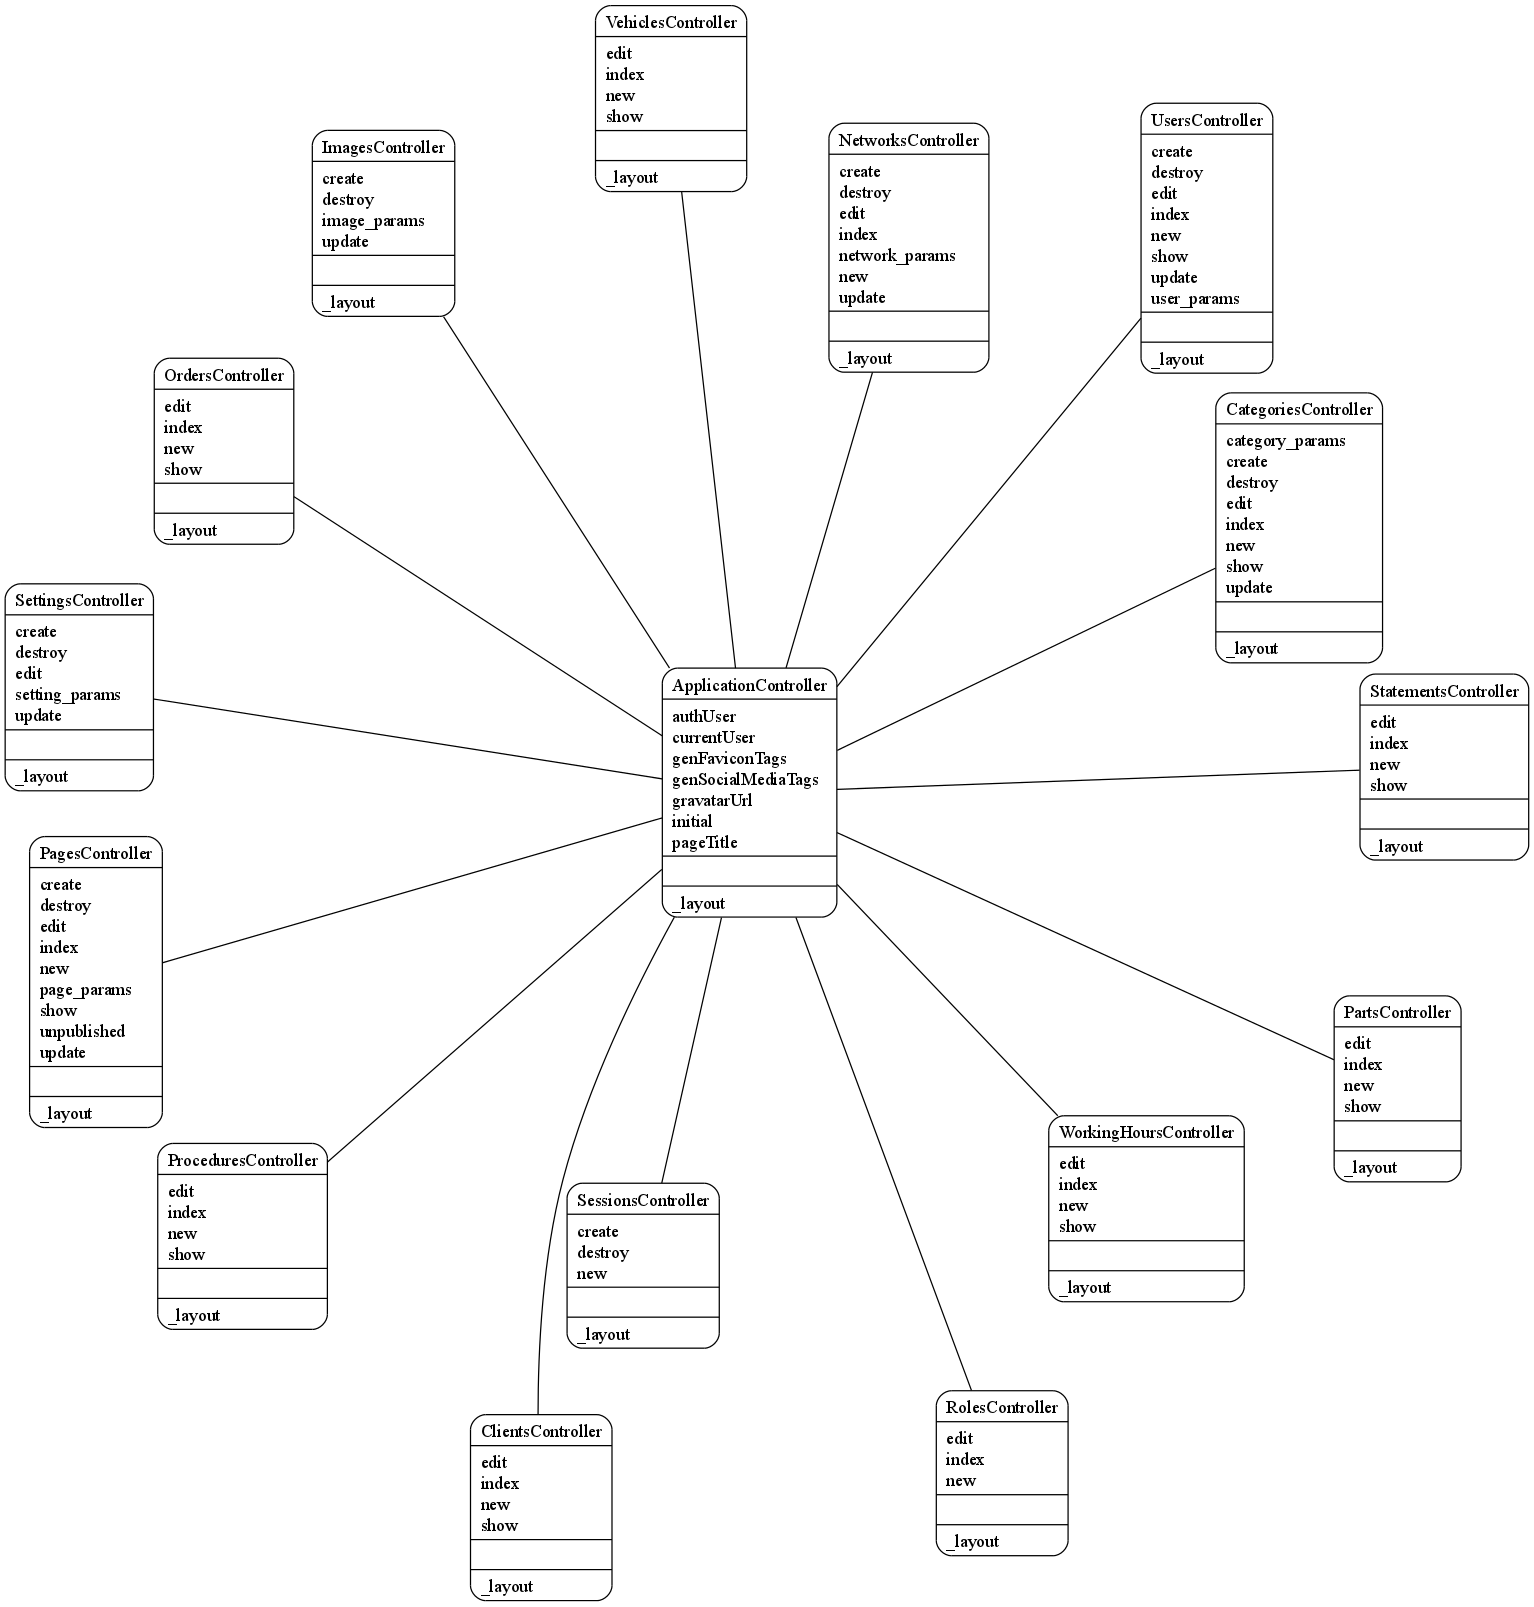 VehiclesController
edit
index
new
show
_layout
ImagesController
create
destroy
image_params
update
_layout
NetworksController
create
destroy
edit
index
network_params
new
update
_layout
UsersController
create
destroy
edit
index
new
show
update
user_params
_layout
OrdersController
edit
index
new
show
_layout
CategoriesController
category_params
create
destroy
edit
index
new
show
update
_layout
SettingsController
create
destroy
edit
setting_params
update
_layout
ApplicationController
authUser
currentUser
genFaviconTags
genSocialMediaTags
gravatarUrl
initial
pageTitle
_layout
StatementsController
edit
index
new
show
_layout
PagesController
create
destroy
edit
index
new
page_params
show
unpublished
update
_layout
PartsController
edit
index
new
show
_layout
ProceduresController
edit
index
new
show
_layout
SessionsController
create
destroy
new
_layout
WorkingHoursController
edit
index
new
show
_layout
ClientsController
edit
index
new
show
_layout
RolesController
edit
index
new
_layout